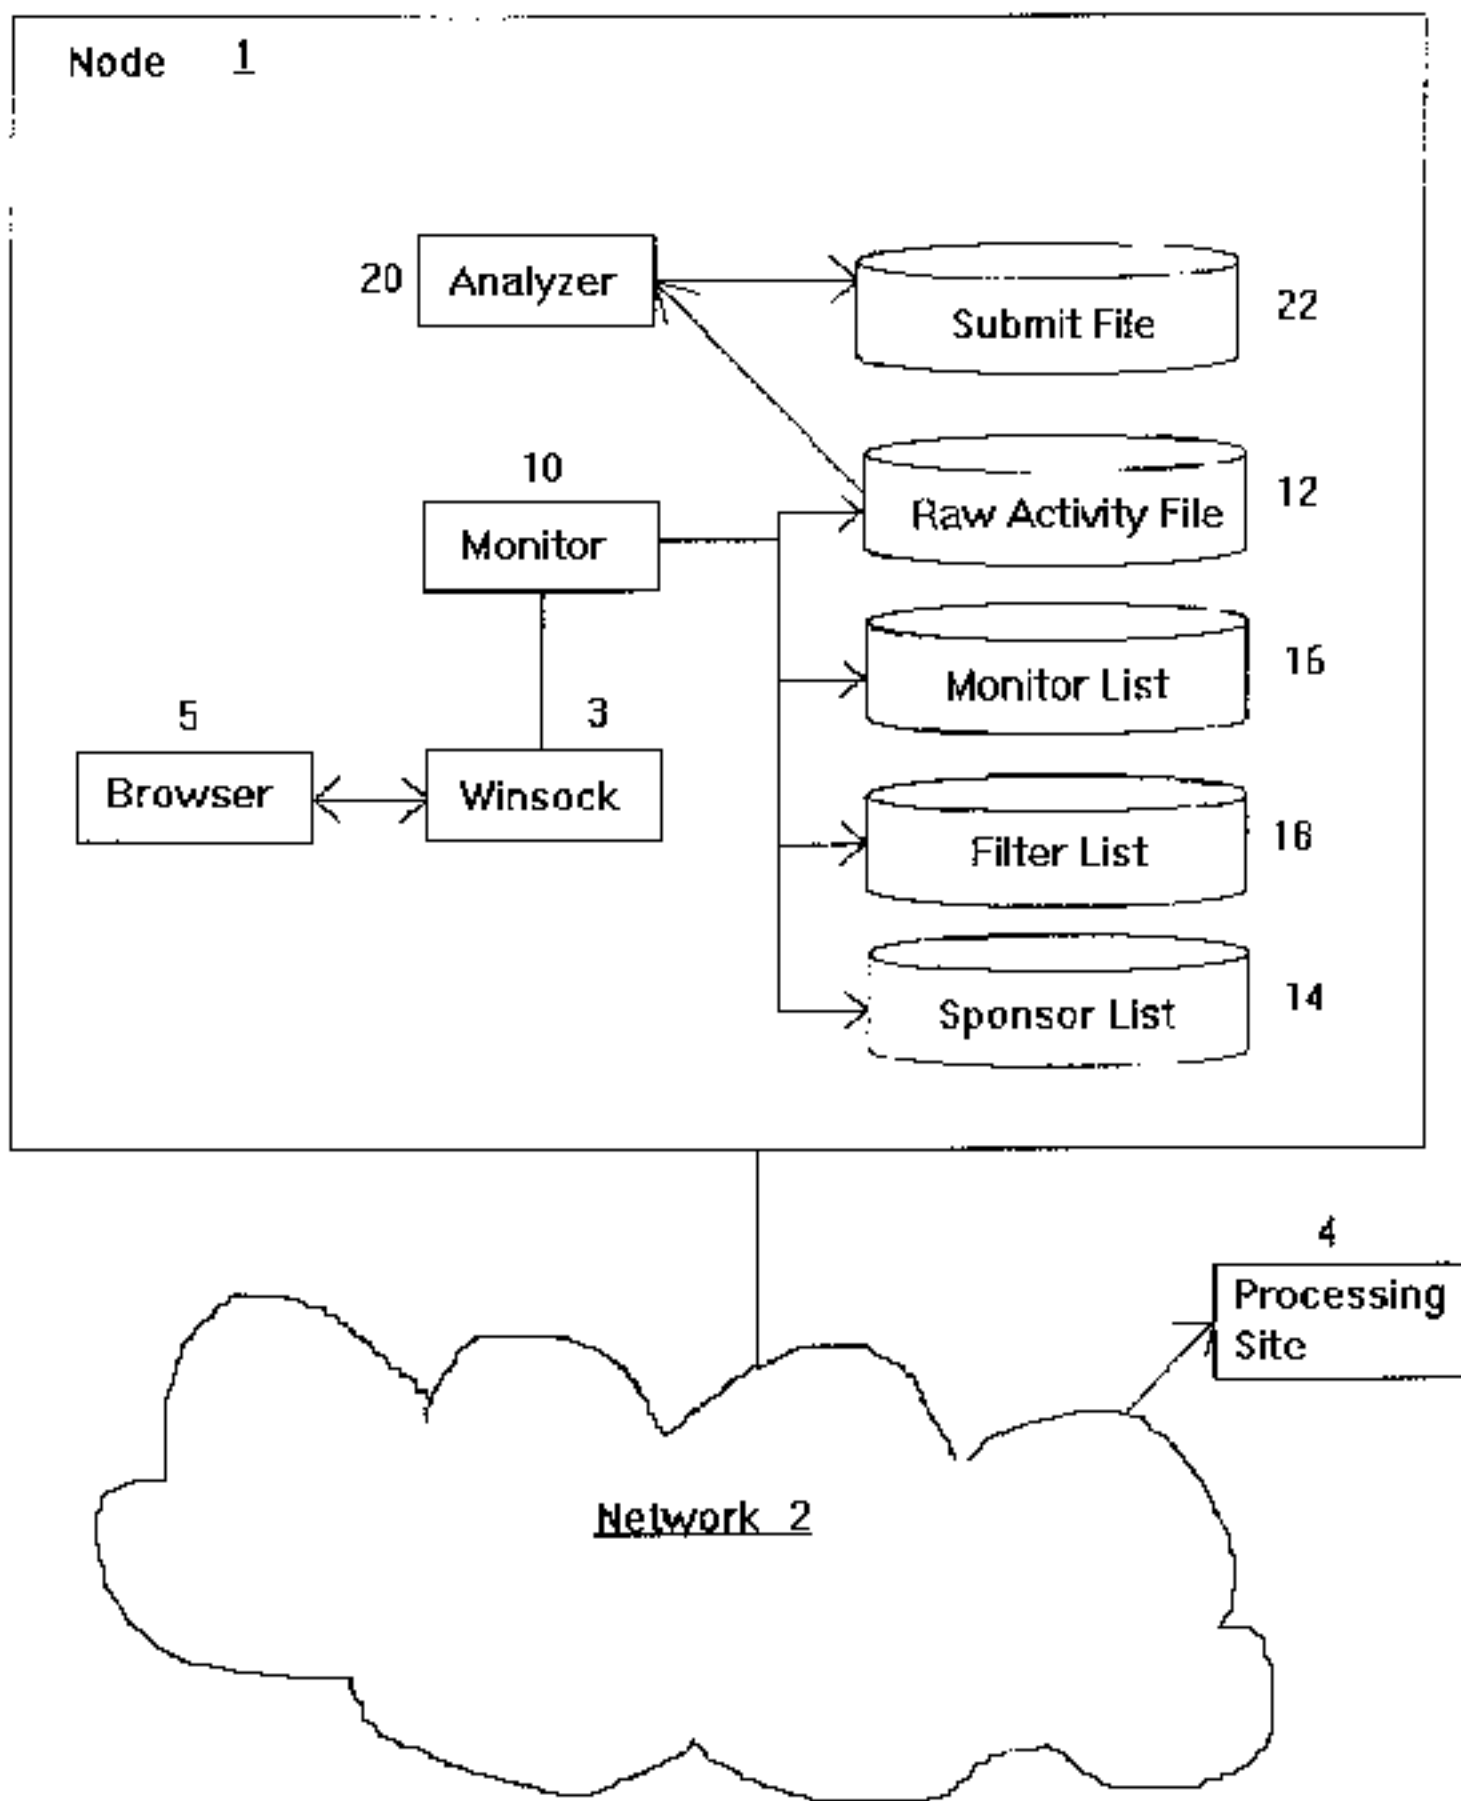 Node 1
20 Analyzer
Submit File 22
10
Monitor
Raw Activity File 12
Monitor List 16
5
Browser
3
Winsock
Filter List 18
Sponsor List 14
4
Processing
Site
Network 2